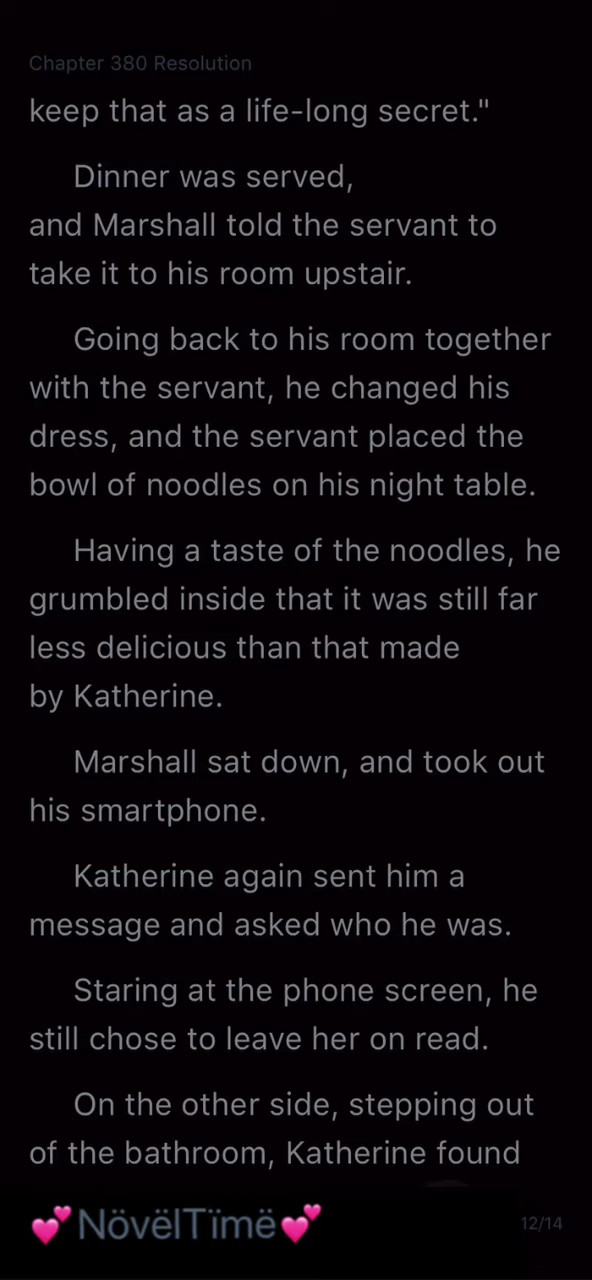 Chapter 380 Resolution
keep that as a life-long secret."
Dinner was served,
and Marshall told the servant to
take it to his room upstair.
Going back to his room together
with the servant, he changed his
dress, and the servant placed the
bowl of noodles on his night table.
Having a taste of the noodles, he
grumbled inside that it was still far
less delicious than that made
by Katherine.
Marshall sat down, and took out
his smartphone.
Katherine again sent him a
message and asked who he was.
Staring at the phone screen, he
still chose to leave her on read.
On the other side, stepping out
of the bathroom, Katherine found
💕NövëlTïmë💕
12/14